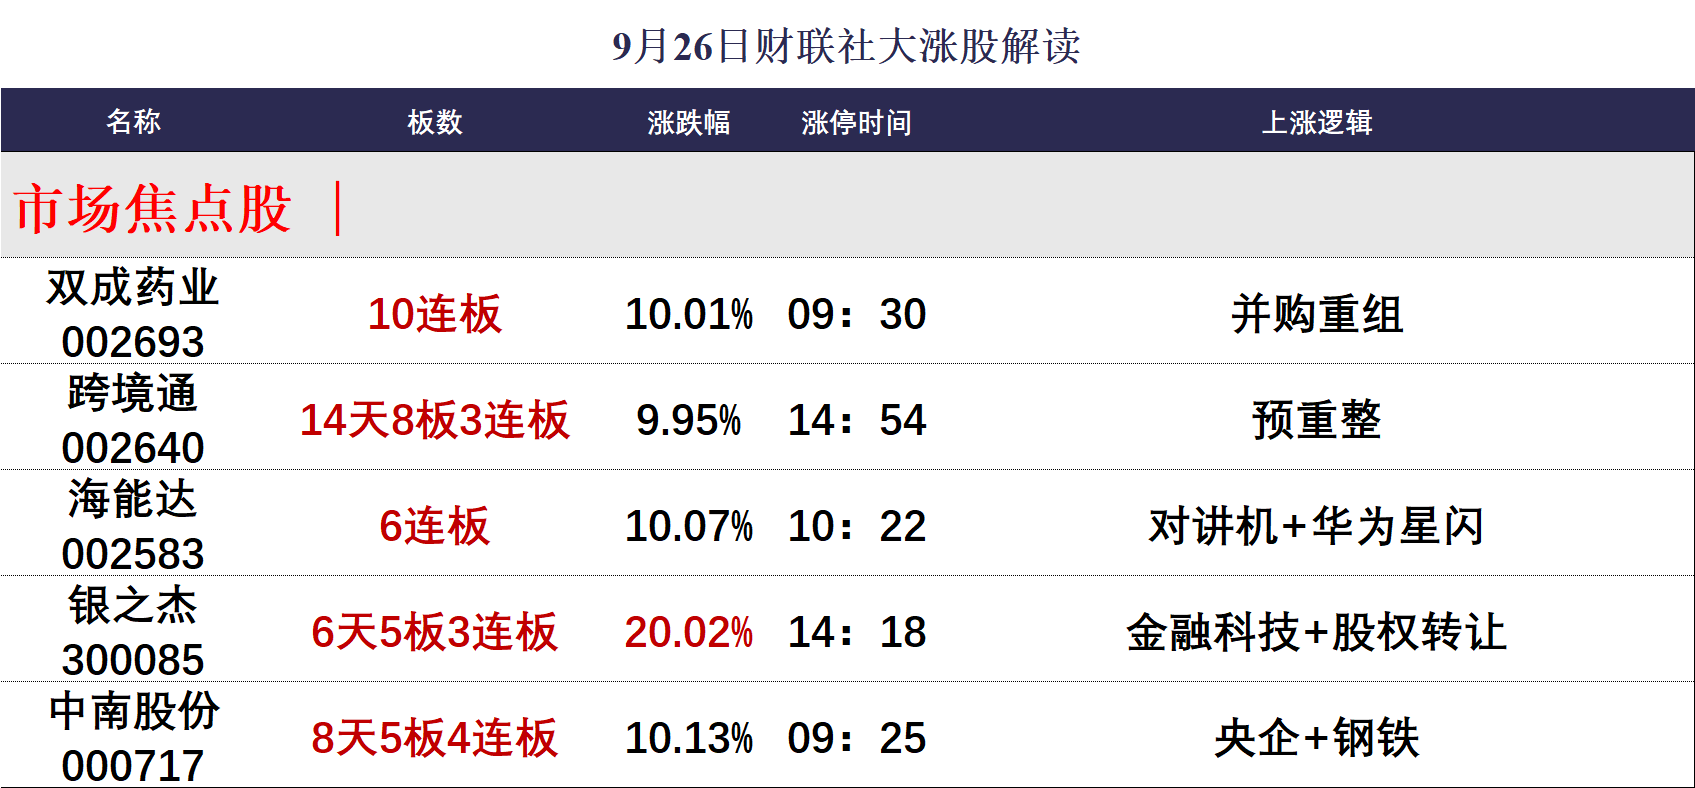 9月26日财联社大涨股解读
名称 板数 涨跌幅 涨停时间 上涨逻辑
市场焦点股 |
双成药业
002693 10连板 10.01% 09：30 并购重组
跨境通
002640 14天8板3连板 9.95% 14：54 预重整
海能达
002583 6连板 10.07% 10：22 对讲机+华为星闪
银之杰
300085 6天5板3连板 20.02% 14：18 金融科技+股权转让
中南股份
000717 8天5板4连板 10.13% 09：25 央企+钢铁